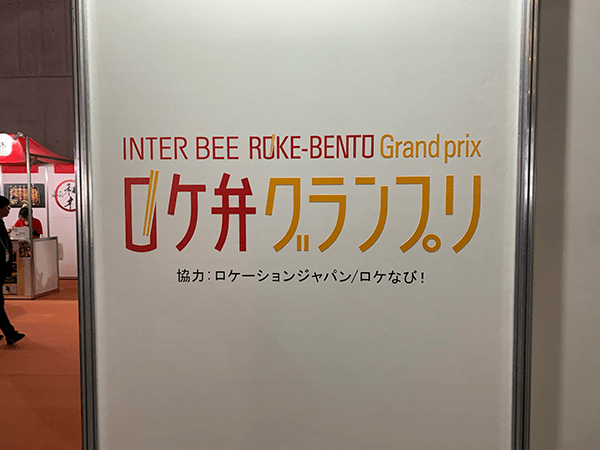 INTER BEE ROKE-BENTO Grand prix
ロケ弁グランプリ
協力：ロケーションジャパン/ロケなび！